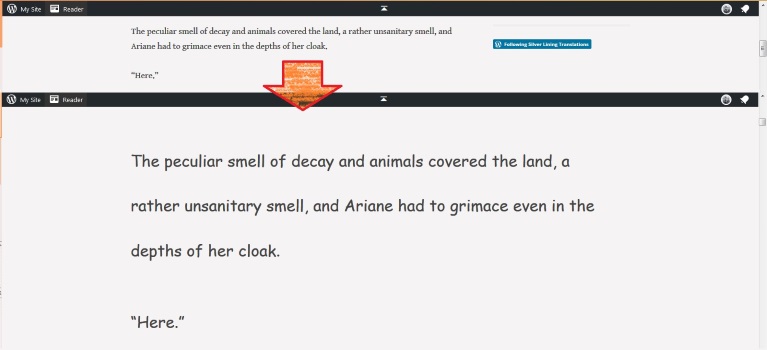 My Site Reader
The peculiar smell of decay and animals covered the land, a rather unsanitary smell, and
Ariane had to grimace even in the depths of her cloak.
Following Silver Lining Translations
“Here,”
My Site Reader
The peculiar smell of decay and animals covered the land, a
rather unsanitary smell, and Ariane had to grimace even in the
depths of her cloak.
“Here.”